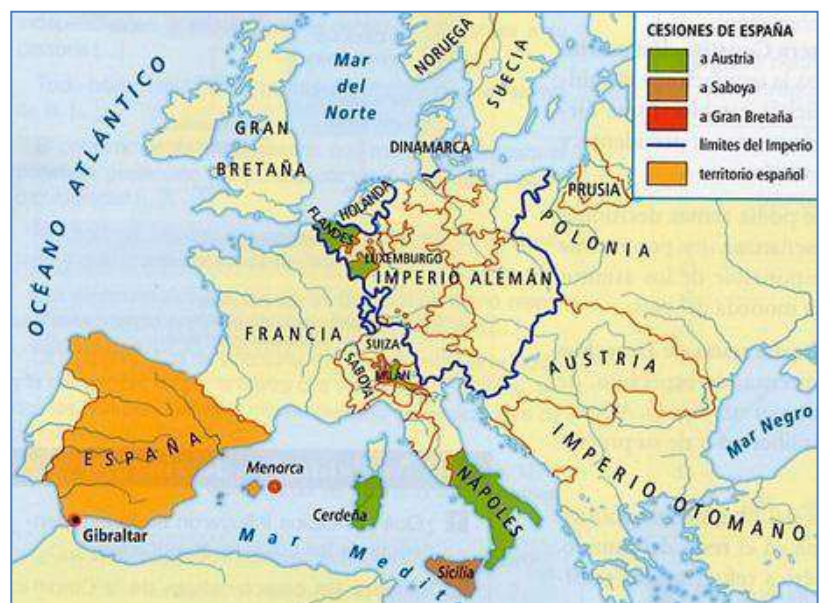 CESIONES DE ESPAÑA
a Austria
a Saboya
a Gran Bretaña
límites del Imperio
territorio español
OCÉANO ATLÁNTICO
Mar
del
Norte
NORUEGA
SUECIA
GRAN
BRETAÑA
DINAMARCA
HOLANDA
FLANDES
PRUSIA
POLONIA
LUXEMBURGO
IMPERIO ALEMÁN
FRANCIA
SUIZA
SABOYA
MILÁN
AUSTRIA
Mar Negro
IMPERIO OTOMANO
ESPAÑA
Menorca
Cerdeña
NÁPOLES
Gibraltar
Mar Medit
Sicilia